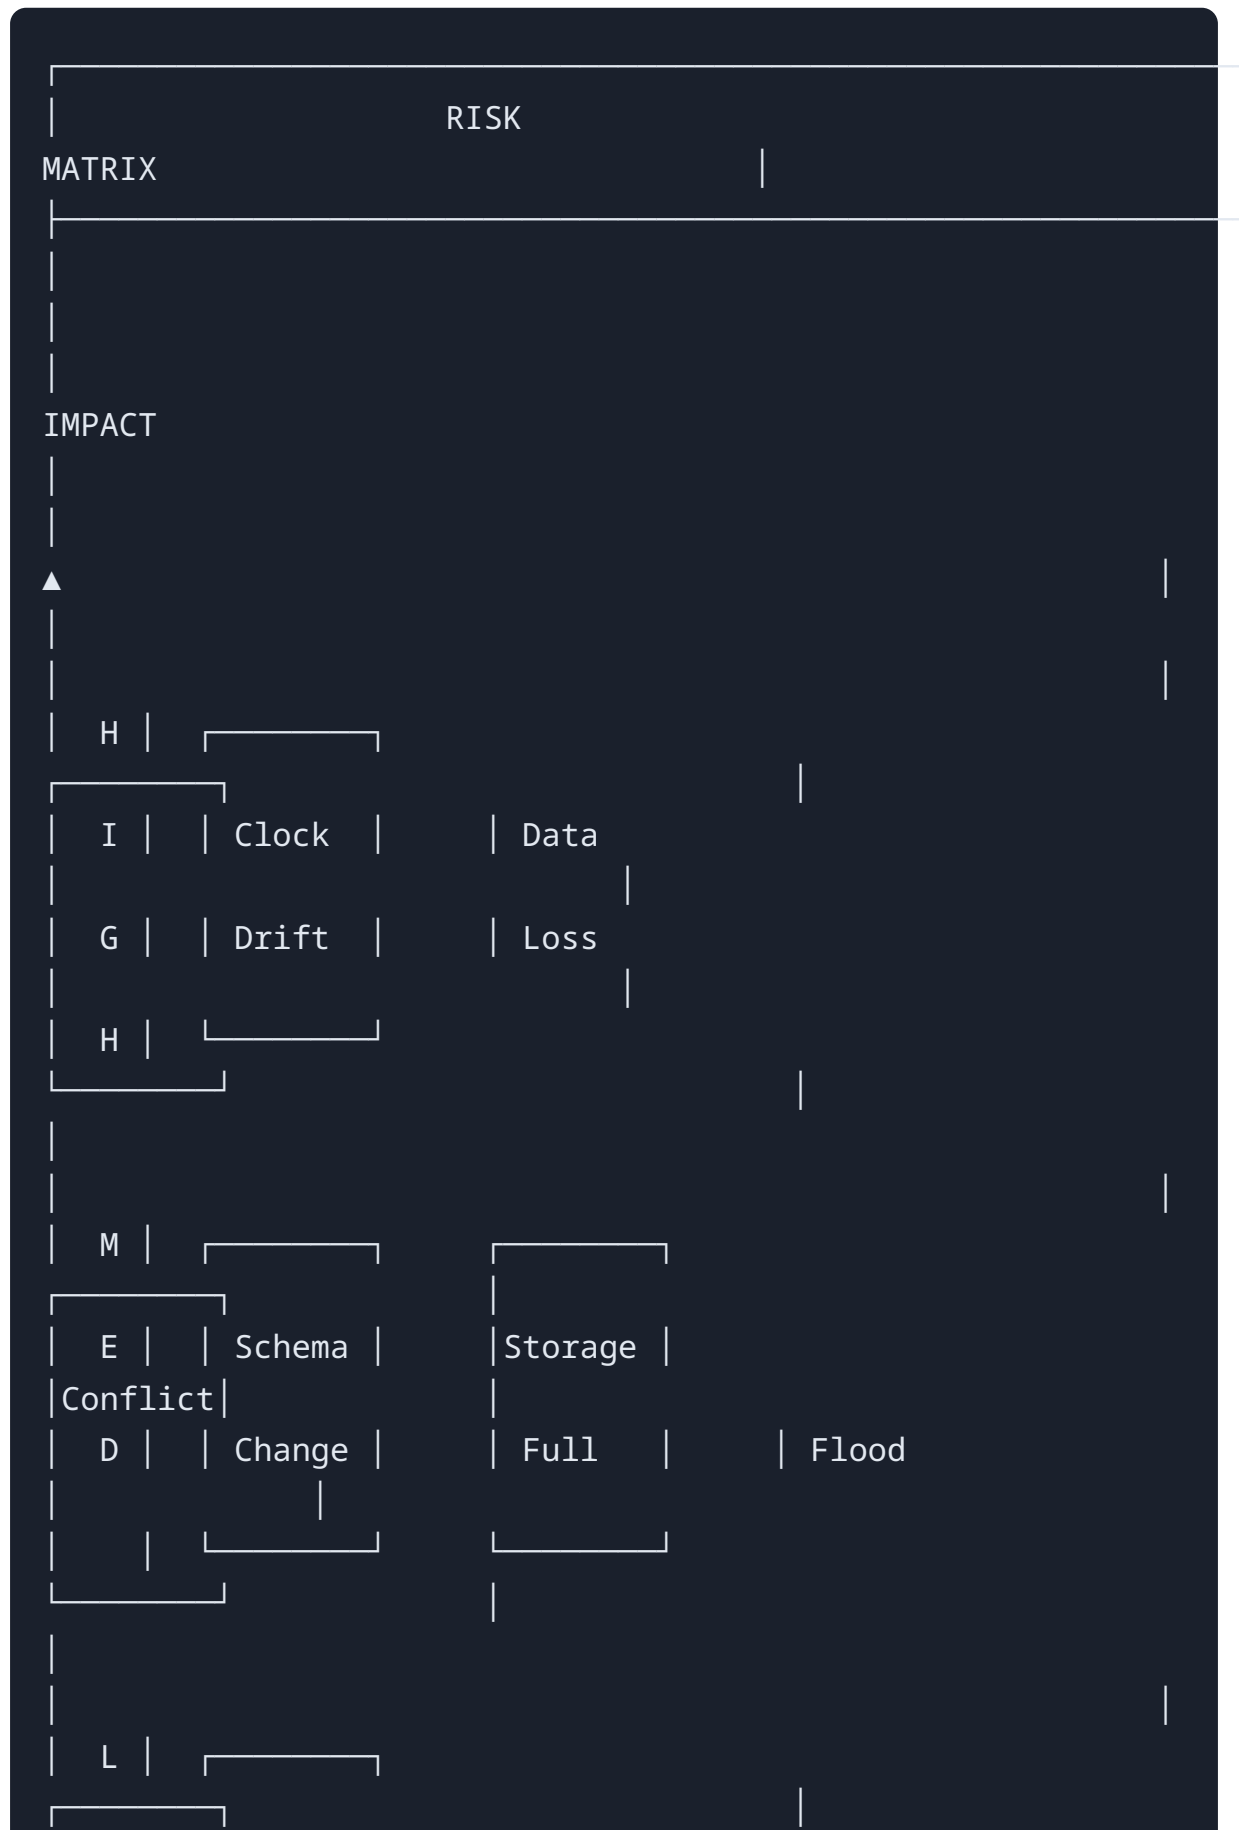 RISK
MATRIX
IMPACT
▲
H
I Clock Data
G Drift Loss
H
M
E Schema Storage
Conflict
D Change Full Flood
L